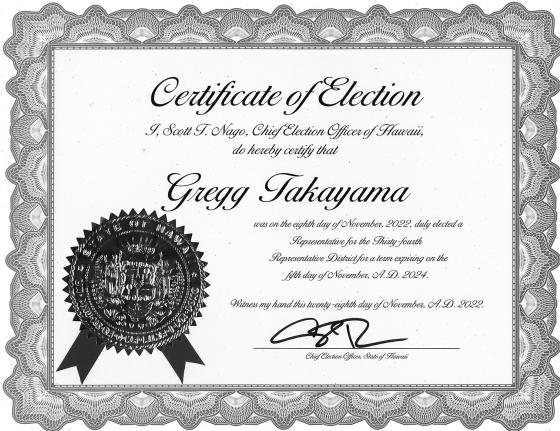 Certificate of Election
I, Scott T. Nago, Chief Election Officer of Hawaii,
do hereby certify that
Gregg Takayama
was on the eighth day of November, 2022, duly elected a
Representative for the Thirty-fourth
Representative District for a term expiring on the
fifth day of November, A.D. 2024.
Witness my hand this twenty-eighth day of November, A.D. 2022.
Chief Election Officer, State of Hawaii